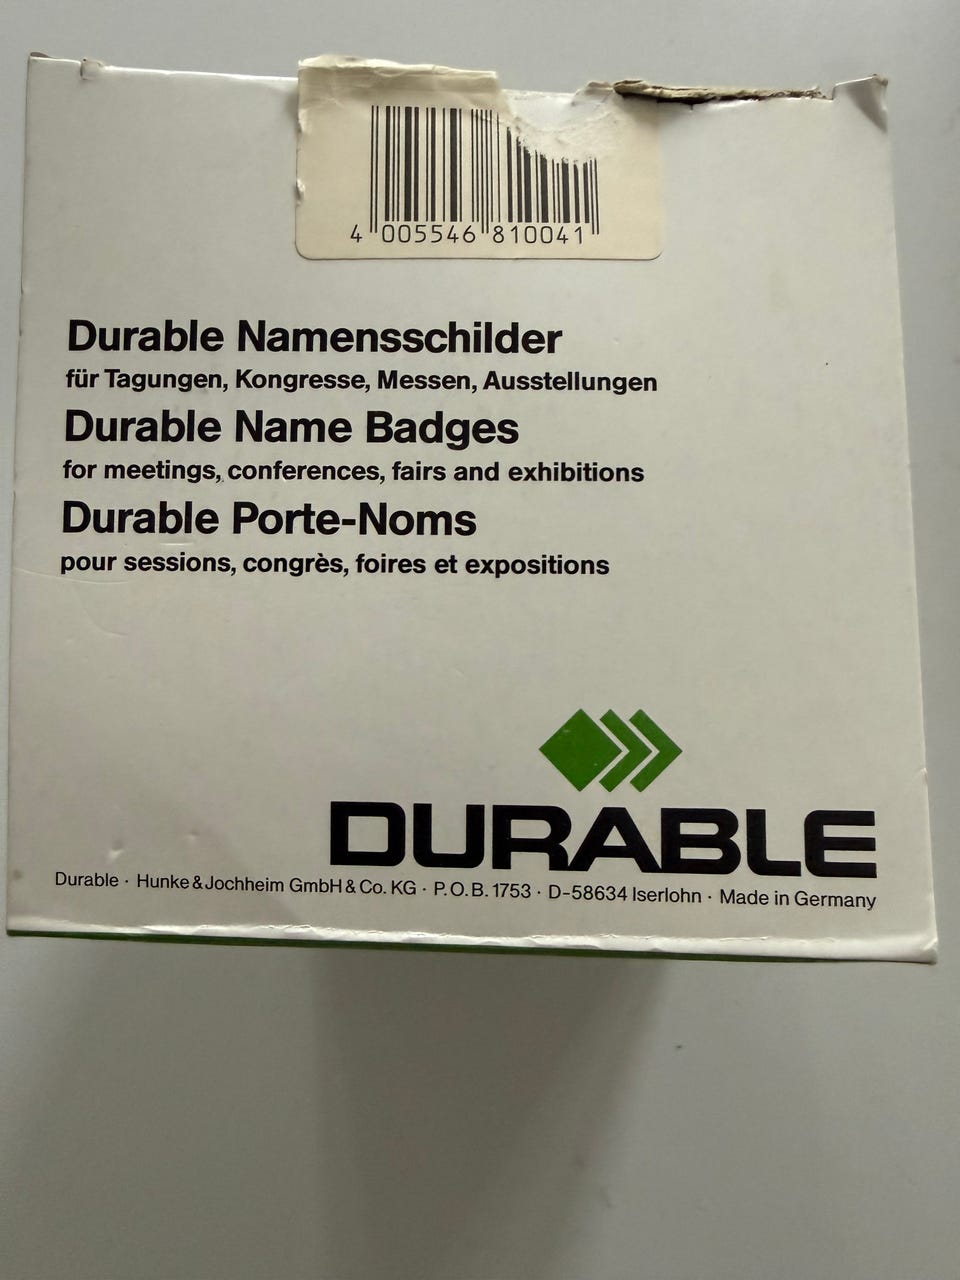 4 005546 810041
Durable Namensschilder
für Tagungen, Kongresse, Messen, Ausstellungen
Durable Name Badges
for meetings, conferences, fairs and exhibitions
Durable Porte-Noms
pour sessions, congrès, foires et expositions
DURABLE
Durable · Hunke & Jochheim GmbH & Co. KG · P.O.B. 1753 · D-58634 Iserlohn · Made in Germany